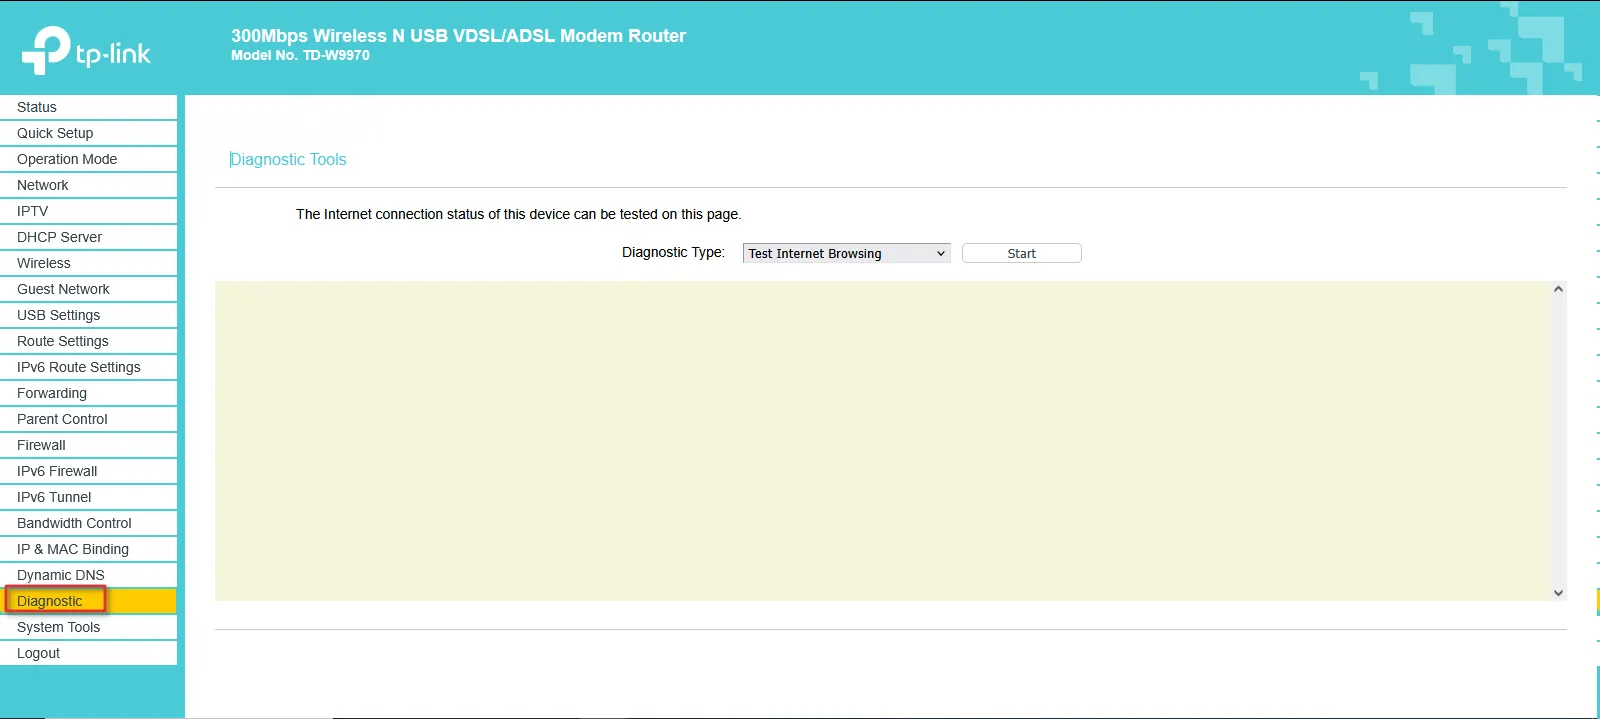 tp-link
300Mbps Wireless N USB VDSL/ADSL Modem Router
Model No. TD-W9970
Status
Quick Setup
Operation Mode
Network
IPTV
DHCP Server
Wireless
Guest Network
USB Settings
Route Settings
IPv6 Route Settings
Forwarding
Parent Control
Firewall
IPv6 Firewall
IPv6 Tunnel
Bandwidth Control
IP & MAC Binding
Dynamic DNS
Diagnostic
System Tools
Logout
Diagnostic Tools
The Internet connection status of this device can be tested on this page.
Diagnostic Type: Test Internet Browsing Start